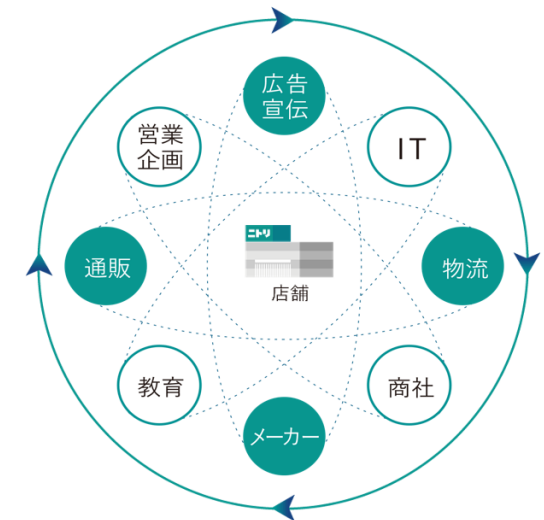 広告
宣伝
営業
企画
IT
ニトリ
通販
物流
店舗
教育
商社
メーカー